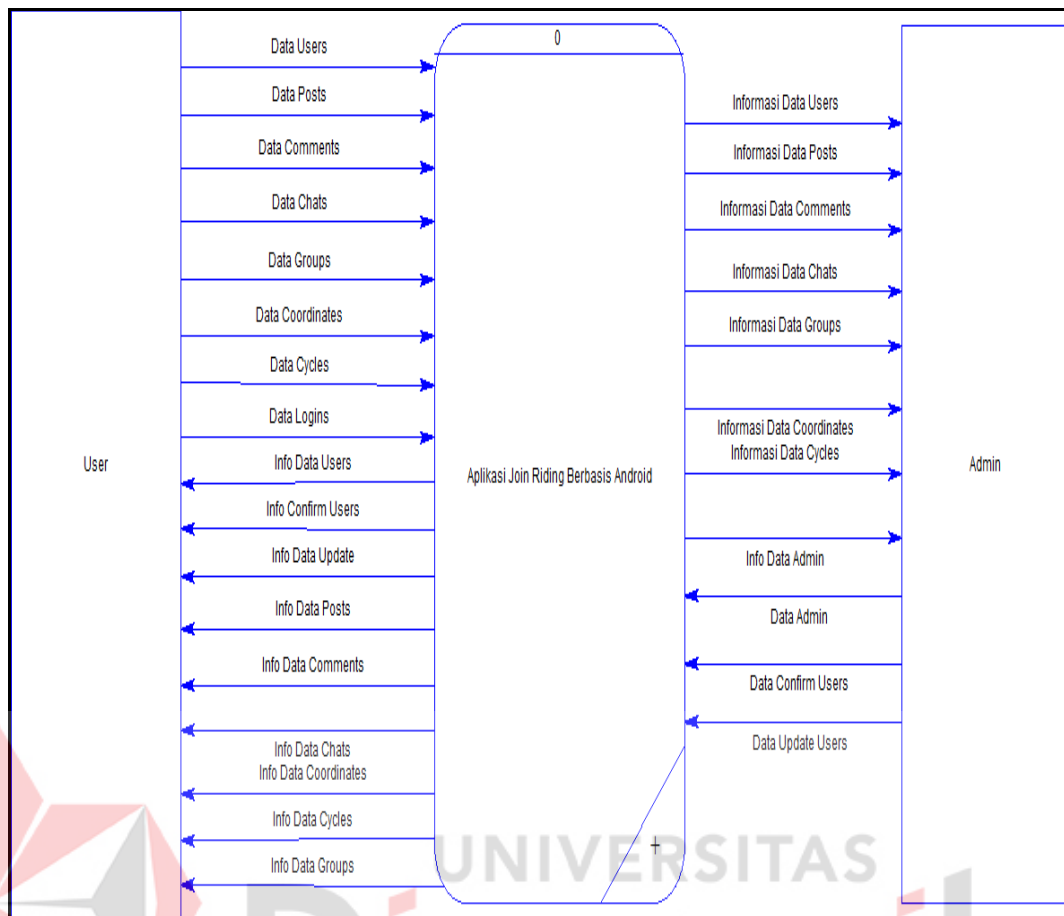 0
Data Users
Data Posts
Data Comments
Data Chats
Data Groups
Data Coordinates
Data Cycles
Data Logins
Info Data Users
Info Confirm Users
Info Data Update
Info Data Posts
Info Data Comments
Info Data Chats
Info Data Coordinates
Info Data Cycles
Info Data Groups
User
Aplikasi Join Riding Berbasis Android
Informasi Data Users
Informasi Data Posts
Informasi Data Comments
Informasi Data Chats
Informasi Data Groups
Informasi Data Coordinates
Informasi Data Cycles
Info Data Admin
Data Admin
Data Confirm Users
Data Update Users
Admin
+
UNIVERSITAS